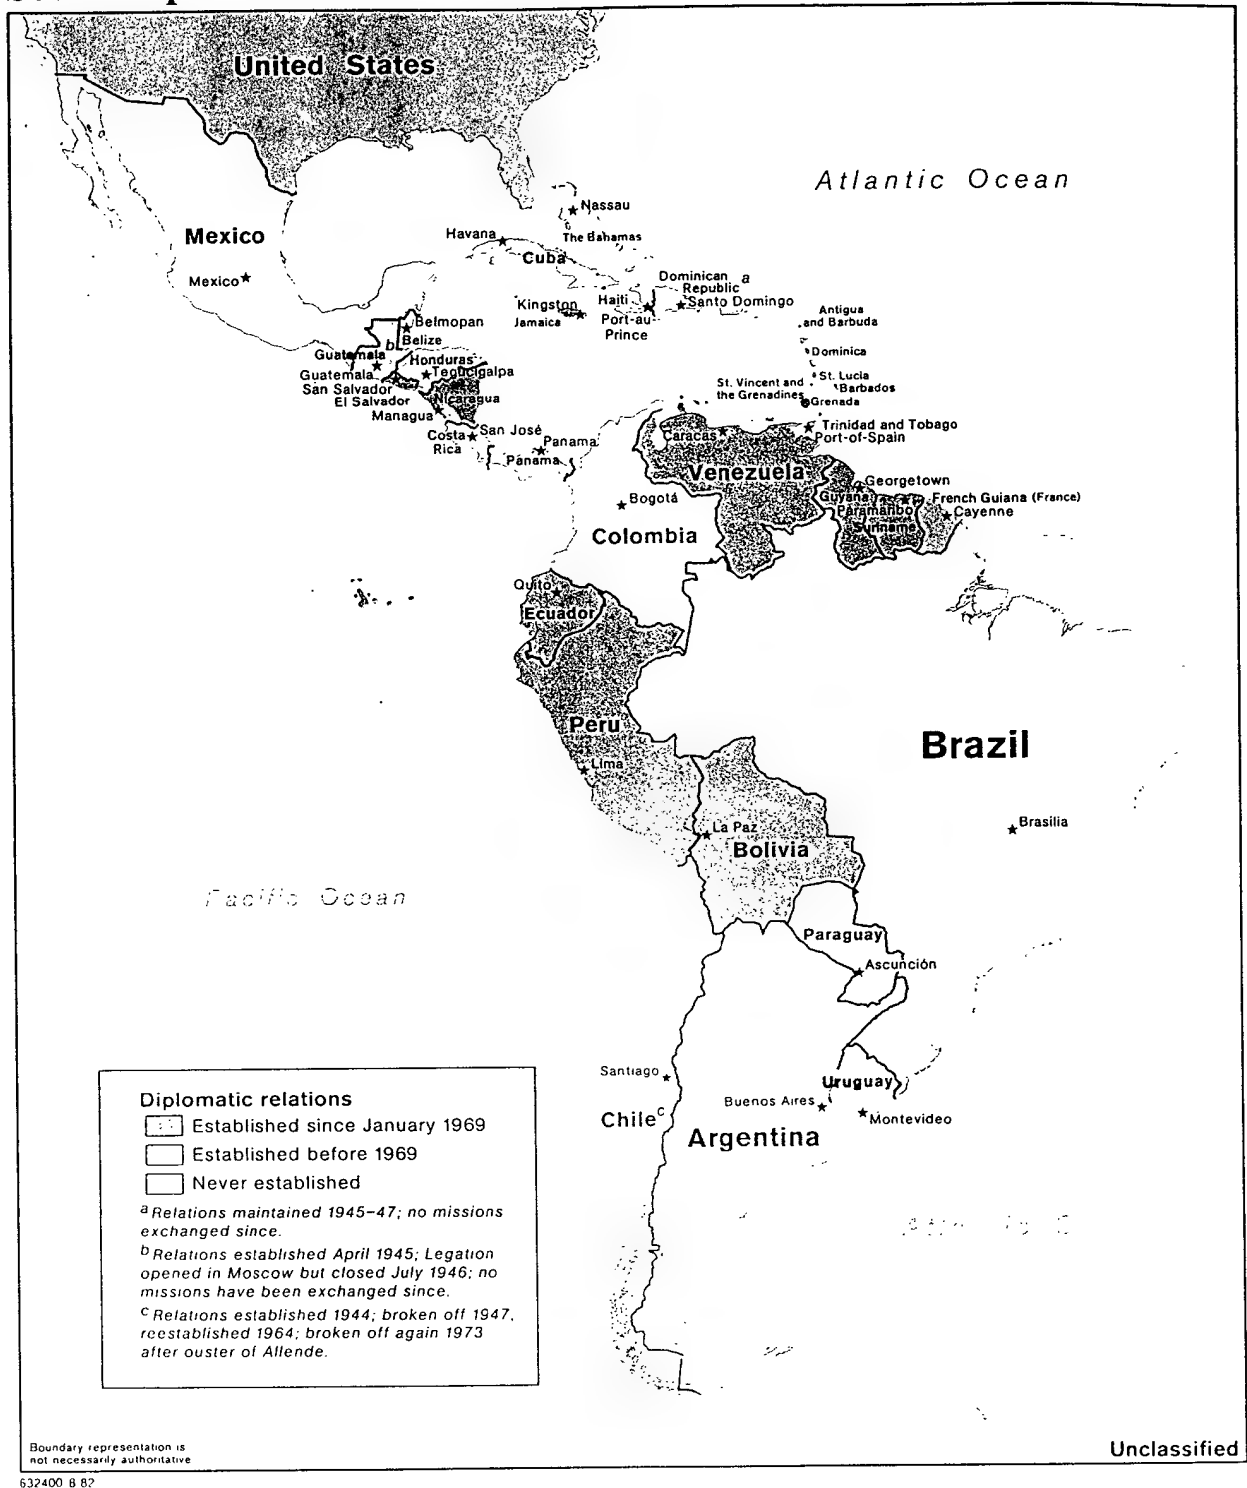 United States
Atlantic Ocean
Nassau
The Bahamas
Havana
Cuba
Mexico
Mexico
Dominican a
Republic
Santo Domingo
Haiti
Port-au-
Prince
Kingston
Jamaica
Antigua
and Barbuda
Dominica
St. Lucia
Barbados
St. Vincent and
the Grenadines
Grenada
Trinidad and Tobago
Port-of-Spain
Belmopan
b Belize
Guatemala
Guatemala
Honduras
Tegucigalpa
San Salvador
El Salvador
Nicaragua
Managua
Costa
Rica
San José
Panama
Panama
Caracas
Venezuela
Georgetown
Guyana
French Guiana (France)
Paramaribo
Cayenne
Suriname
Bogotá
Colombia
Quito
Ecuador
Peru
Lima
Brazil
Brasilia
La Paz
Bolivia
Pacific Ocean
Paraguay
Ascunción
Santiago
Chile c
Uruguay
Buenos Aires
Montevideo
Argentina
Diplomatic relations
Established since January 1969
Established before 1969
Never established
a Relations maintained 1945–47; no missions
exchanged since.
b Relations established April 1945; Legation
opened in Moscow but closed July 1946; no
missions have been exchanged since.
c Relations established 1944; broken off 1947,
reestablished 1964; broken off again 1973
after ouster of Allende.
Boundary representation is
not necessarily authoritative
Unclassified
632400 8 82